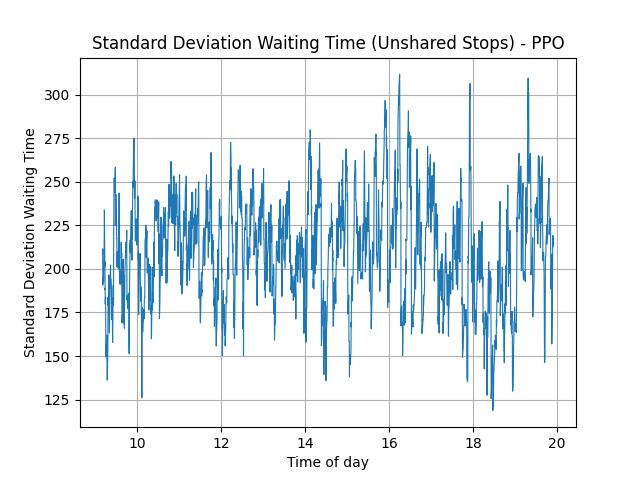 Standard Deviation Waiting Time (Unshared Stops) - PPO
Standard Deviation Waiting Time
300
275
250
225
200
175
150
125
10 12 14 16 18 20
Time of day